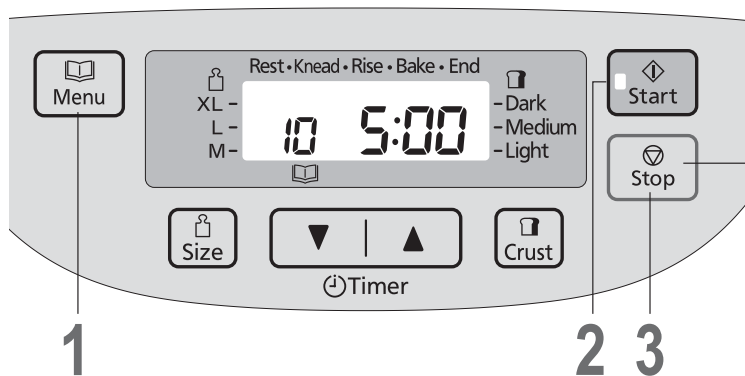 Menu
Rest • Knead • Rise • Bake • End
XL –
L –
M –
10 5:00
– Dark
– Medium
– Light
Start
Stop
Size
▼ | ▲
Timer
Crust
1
2
3